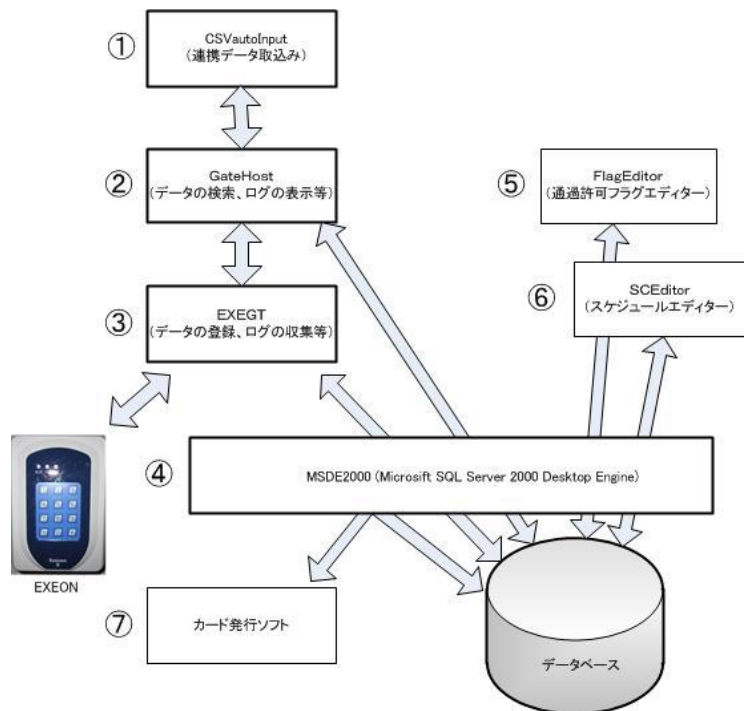 ①
CSVautoInput
(連携データ取込み)
②
GateHost
(データの検索、ログの表示等)
⑤
FlagEditor
(通過許可フラグエディター)
③
EXEGT
(データの登録、ログの収集等)
⑥
SCEditor
(スケジュールエディター)
④
MSDE2000 (Microsift SQL Server 2000 Desktop Engine)
EXEON
⑦
カード発行ソフト
データベース